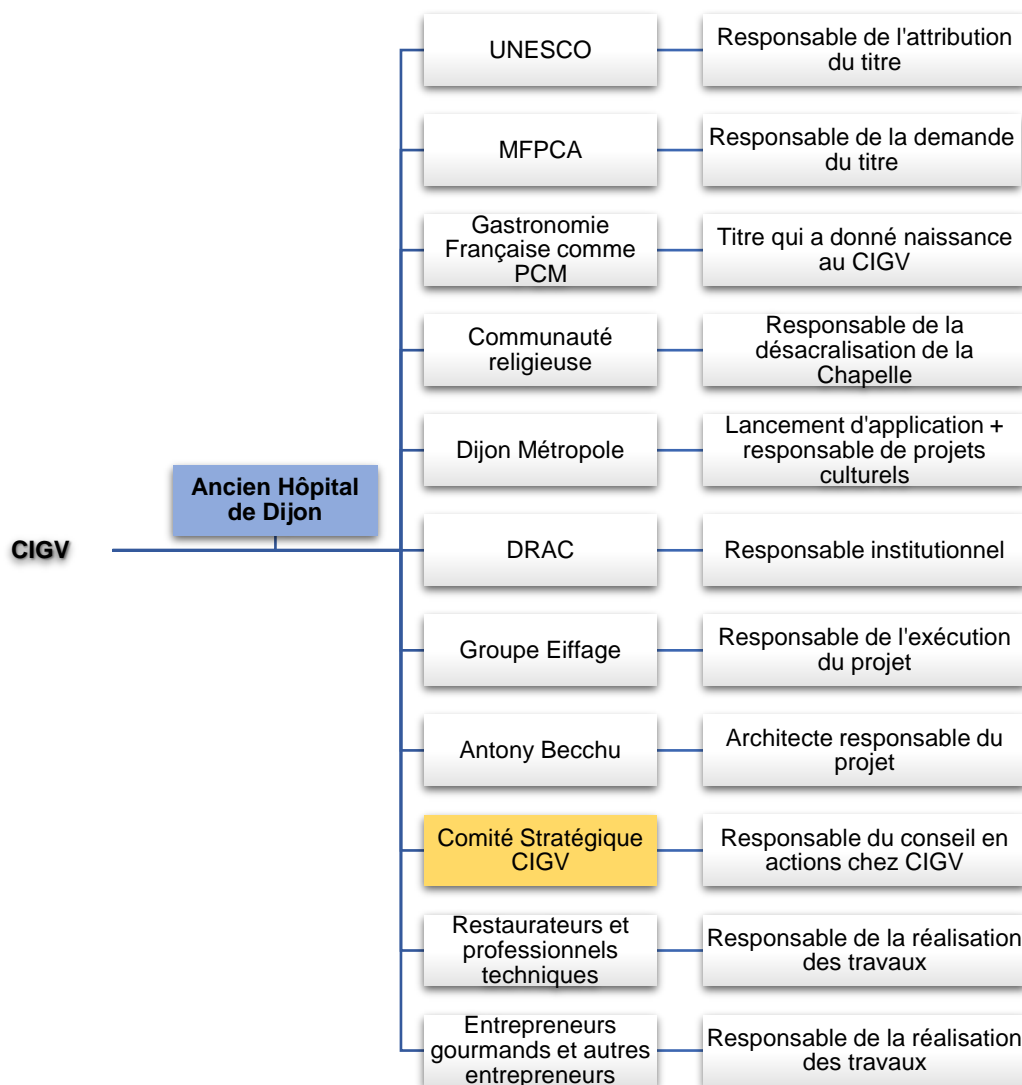 UNESCO
Responsable de l'attribution
du titre
MFPCA
Responsable de la demande
du titre
Gastronomie
Française comme
PCM
Titre qui a donné naissance
au CIGV
Communauté
religieuse
Responsable de la
désacralisation de la
Chapelle
Dijon Métropole
Lancement d'application +
responsable de projets
culturels
Ancien Hôpital
de Dijon
CIGV
DRAC
Responsable institutionnel
Groupe Eiffage
Responsable de l'exécution
du projet
Antony Becchu
Architecte responsable du
projet
Comité Stratégique
CIGV
Responsable du conseil en
actions chez CIGV
Restaurateurs et
professionnels
techniques
Responsable de la réalisation
des travaux
Entrepreneurs
gourmands et autres
entrepreneurs
Responsable de la réalisation
des travaux